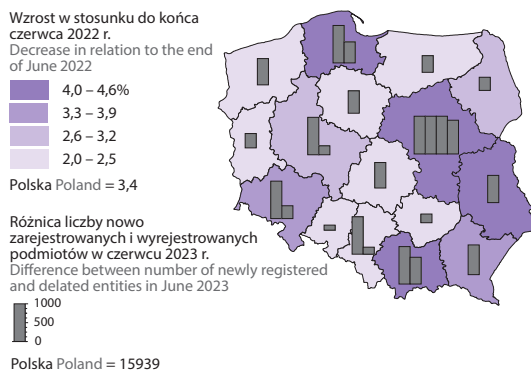 Wzrost w stosunku do końca
czerwca 2022 r.
Decrease in relation to the end
of June 2022
4,0 – 4,6%
3,3 – 3,9
2,6 – 3,2
2,0 – 2,5
Polska Poland = 3,4
Różnica liczby nowo
zarejestrowanych i wyrejestrowanych
podmiotów w czerwcu 2023 r.
Difference between number of newly registered
and delated entities in June 2023
1000
500
0
Polska Poland = 15939